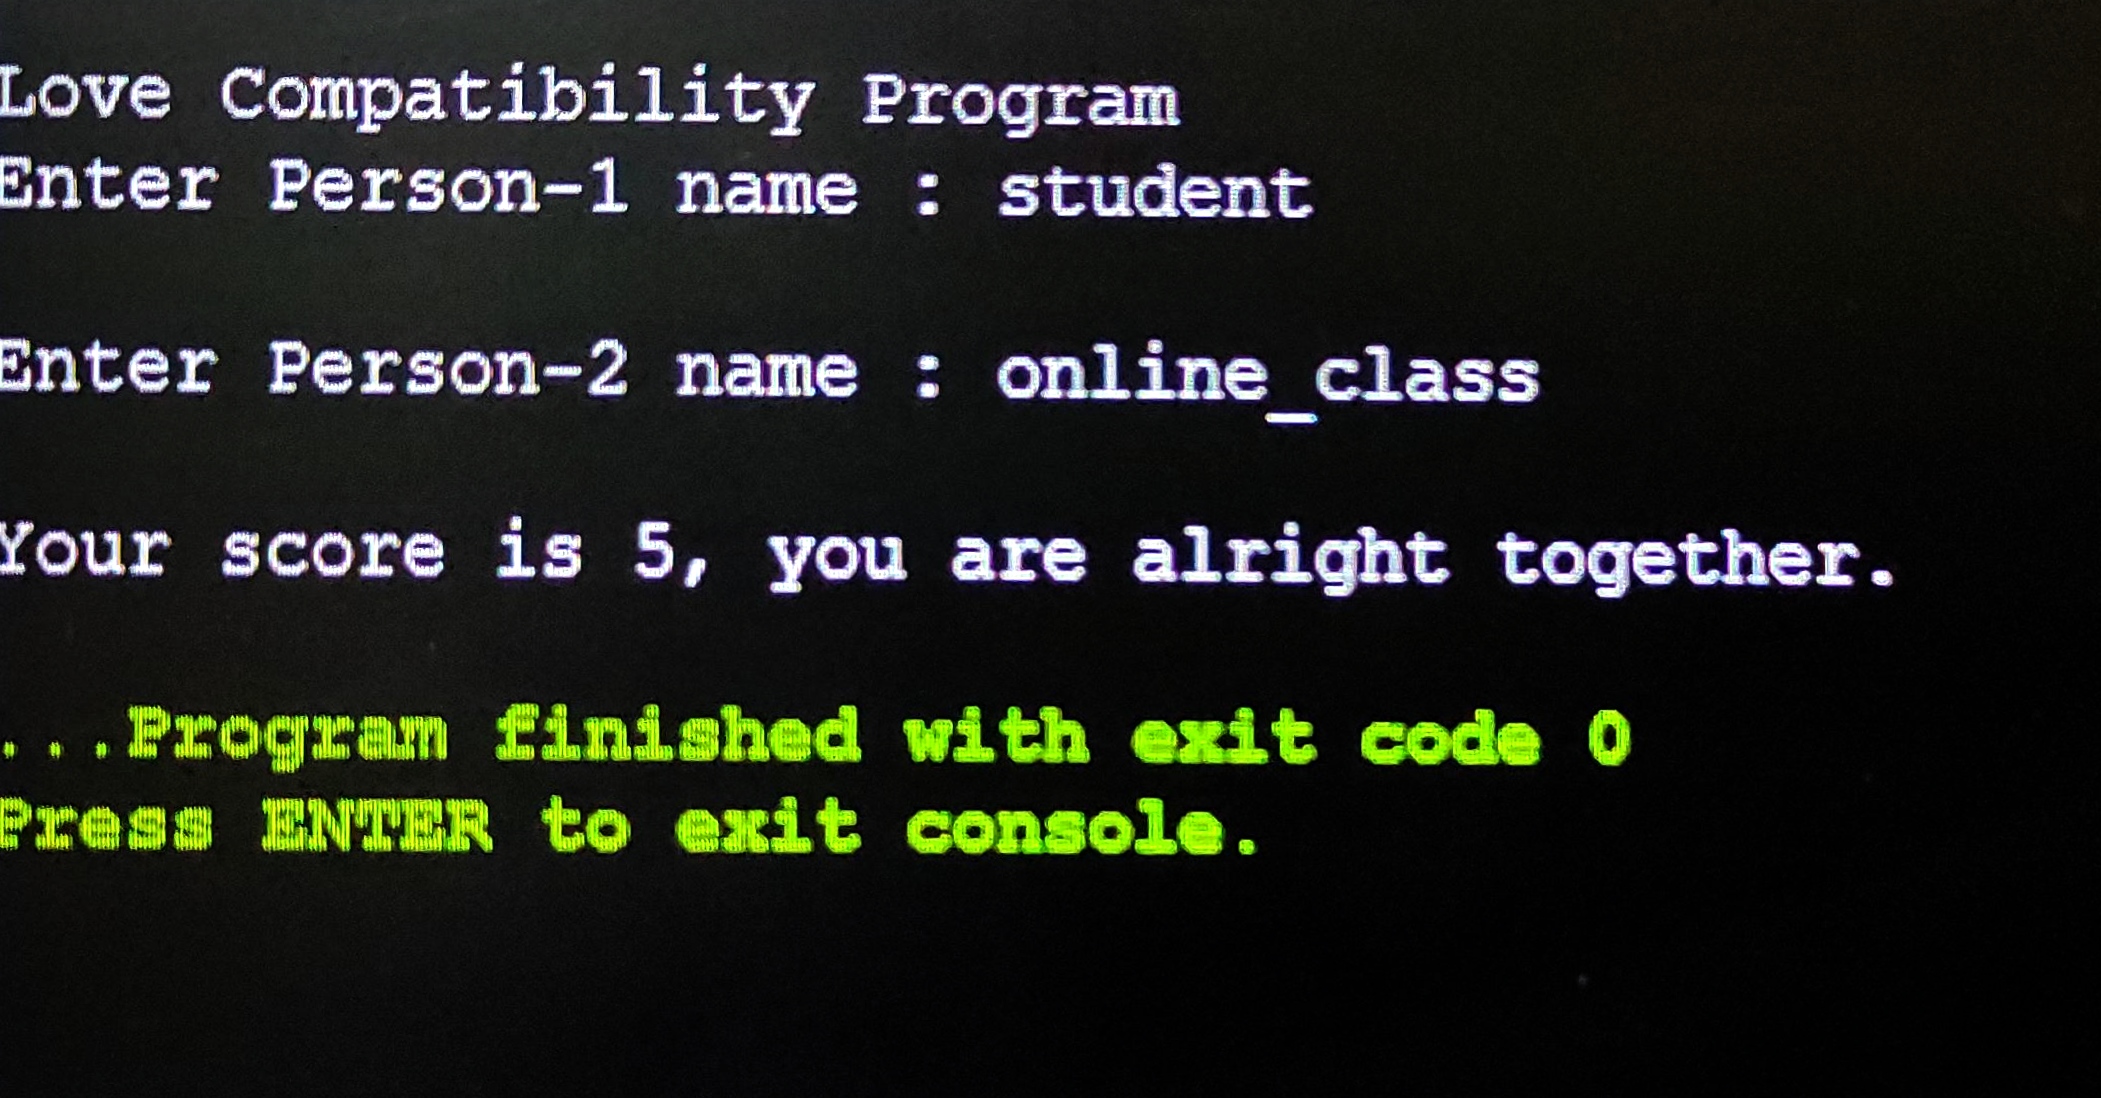 Love Compatibility Program
Enter Person-1 name : student
Enter Person-2 name : online_class
Your score is 5, you are alright together.
...Program finished with exit code 0
Press ENTER to exit console.